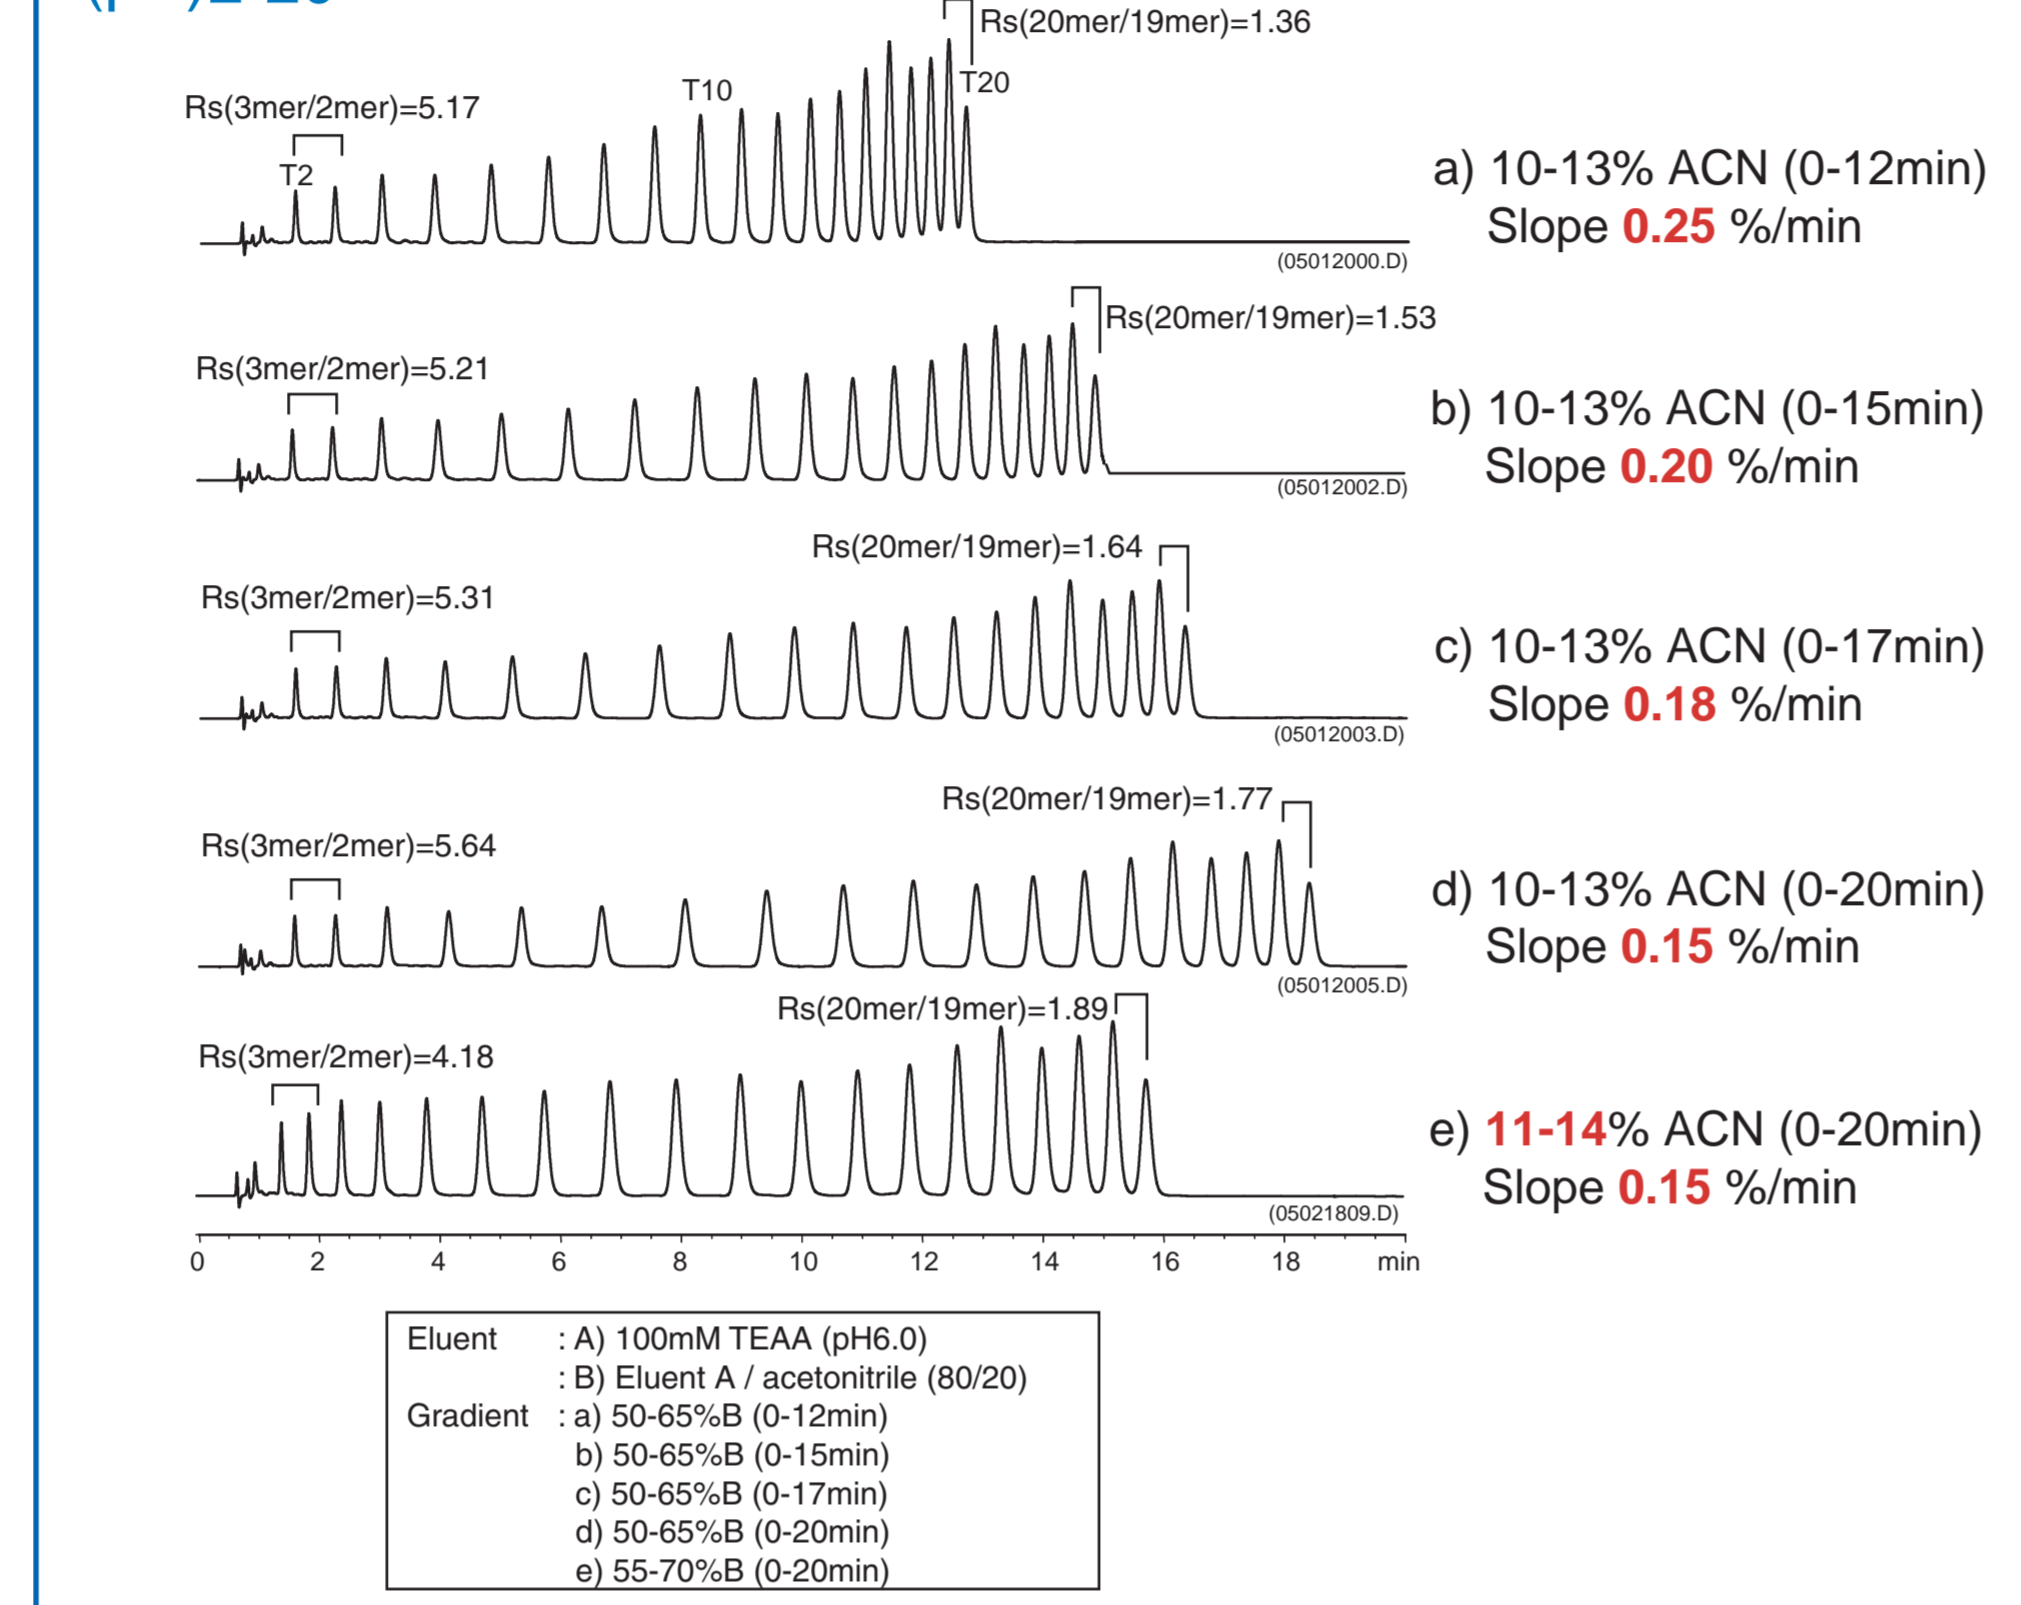 Rs(20mer/19mer)=1.36
T10
T20
Rs(3mer/2mer)=5.17
T2
a) 10-13% ACN (0-12min)
Slope 0.25 %/min
(05012000.D)
Rs(20mer/19mer)=1.53
Rs(3mer/2mer)=5.21
b) 10-13% ACN (0-15min)
Slope 0.20 %/min
(05012002.D)
Rs(20mer/19mer)=1.64
Rs(3mer/2mer)=5.31
c) 10-13% ACN (0-17min)
Slope 0.18 %/min
(05012003.D)
Rs(20mer/19mer)=1.77
Rs(3mer/2mer)=5.64
d) 10-13% ACN (0-20min)
Slope 0.15 %/min
(05012005.D)
Rs(20mer/19mer)=1.89
Rs(3mer/2mer)=4.18
e) 11-14% ACN (0-20min)
Slope 0.15 %/min
(05021809.D)
0 2 4 6 8 10 12 14 16 18 min
Eluent : A) 100mM TEAA (pH6.0)
: B) Eluent A / acetonitrile (80/20)
Gradient : a) 50-65%B (0-12min)
b) 50-65%B (0-15min)
c) 50-65%B (0-17min)
d) 50-65%B (0-20min)
e) 55-70%B (0-20min)